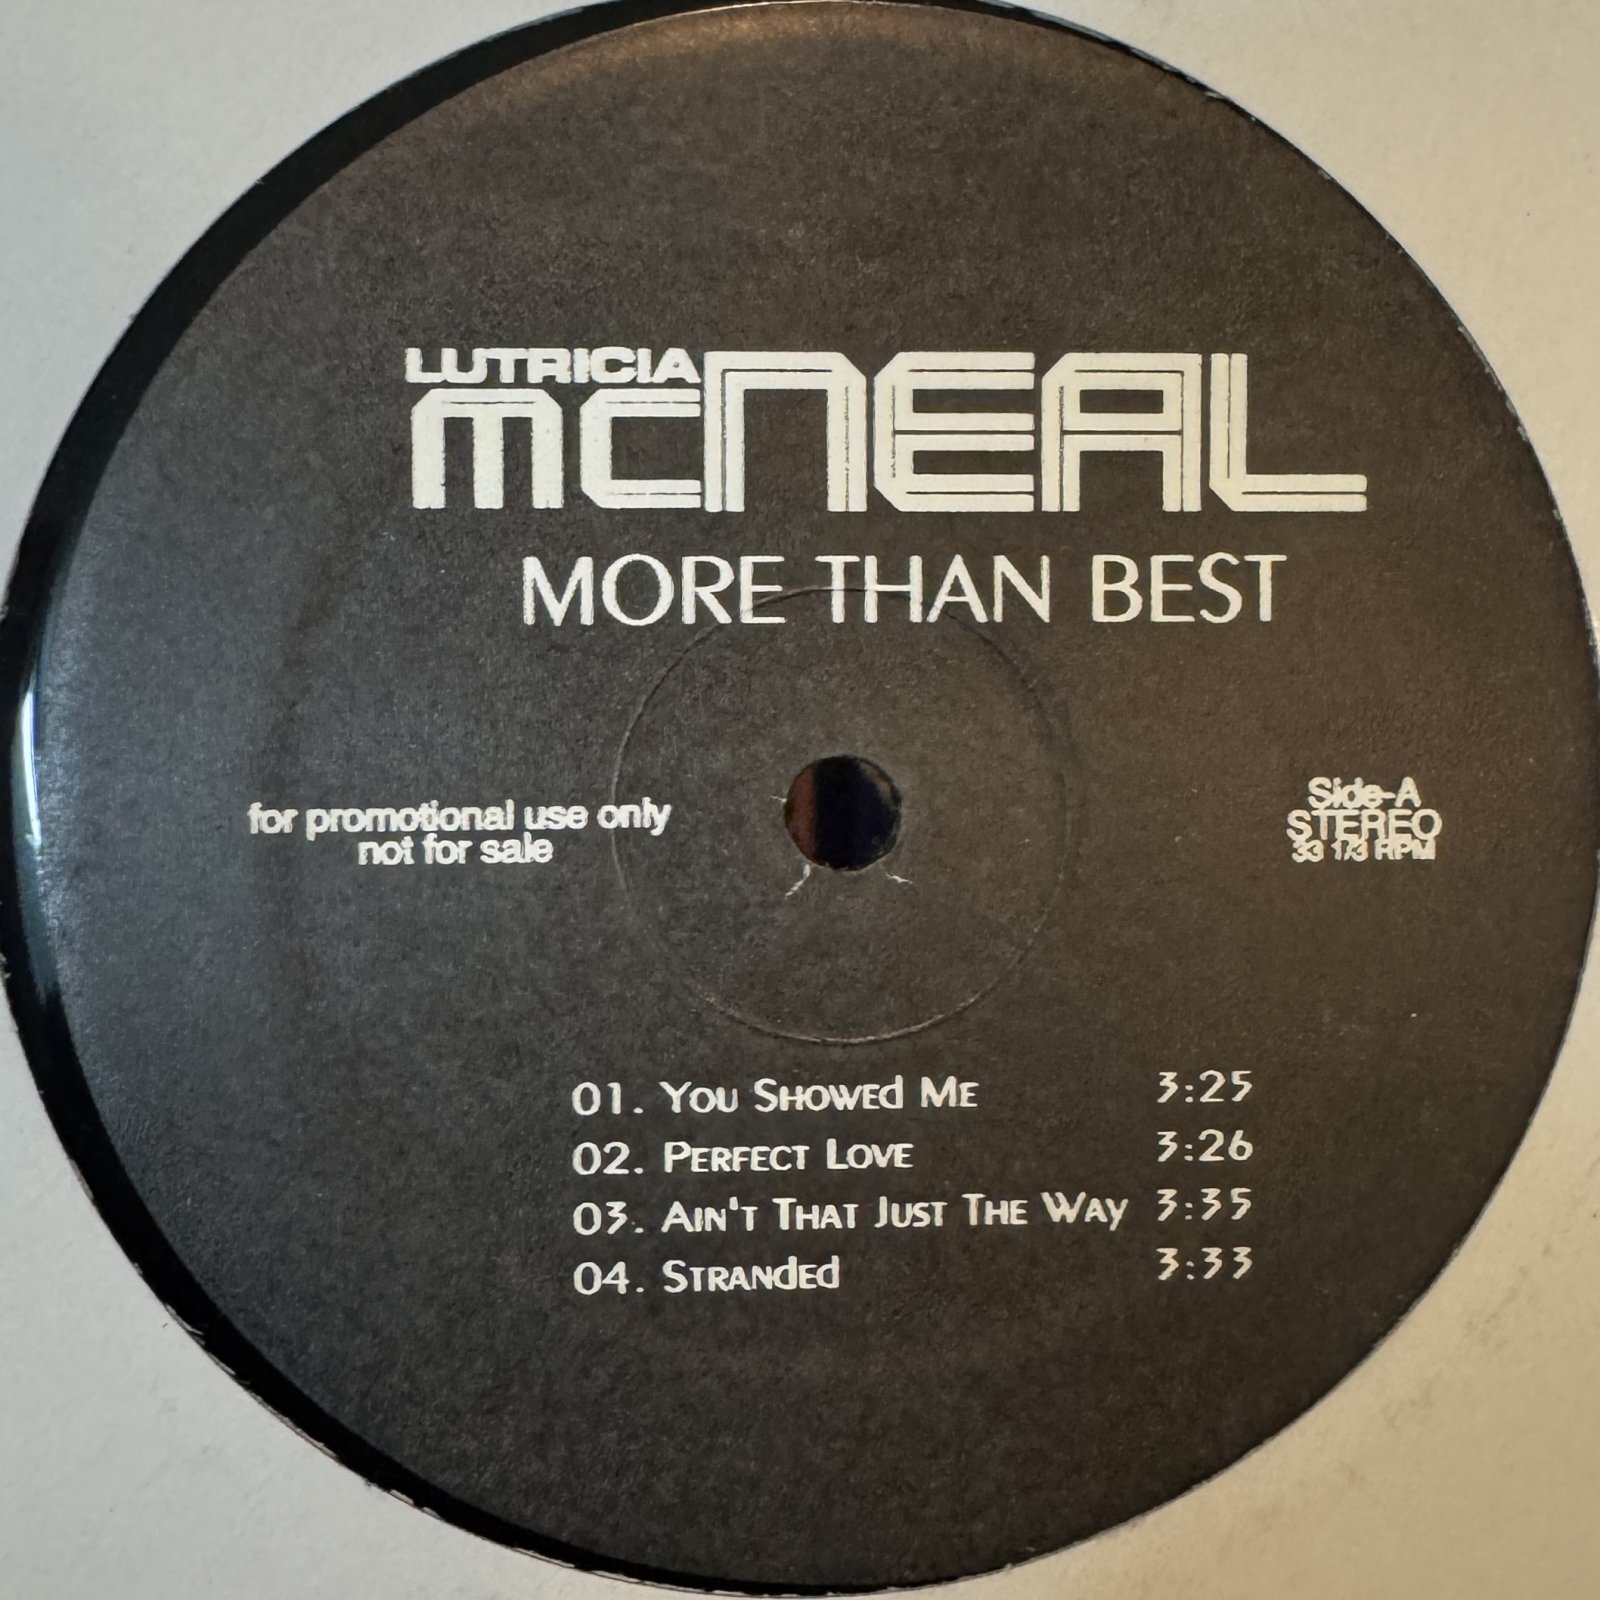 LUTRICIA
MCNEAL
MORE THAN BEST
for promotional use only
not for sale
Side-A
STEREO
33 1/3 RPM
01. You Showed Me 3:25
02. Perfect Love 3:26
03. Ain't That Just The Way 3:35
04. Stranded 3:33